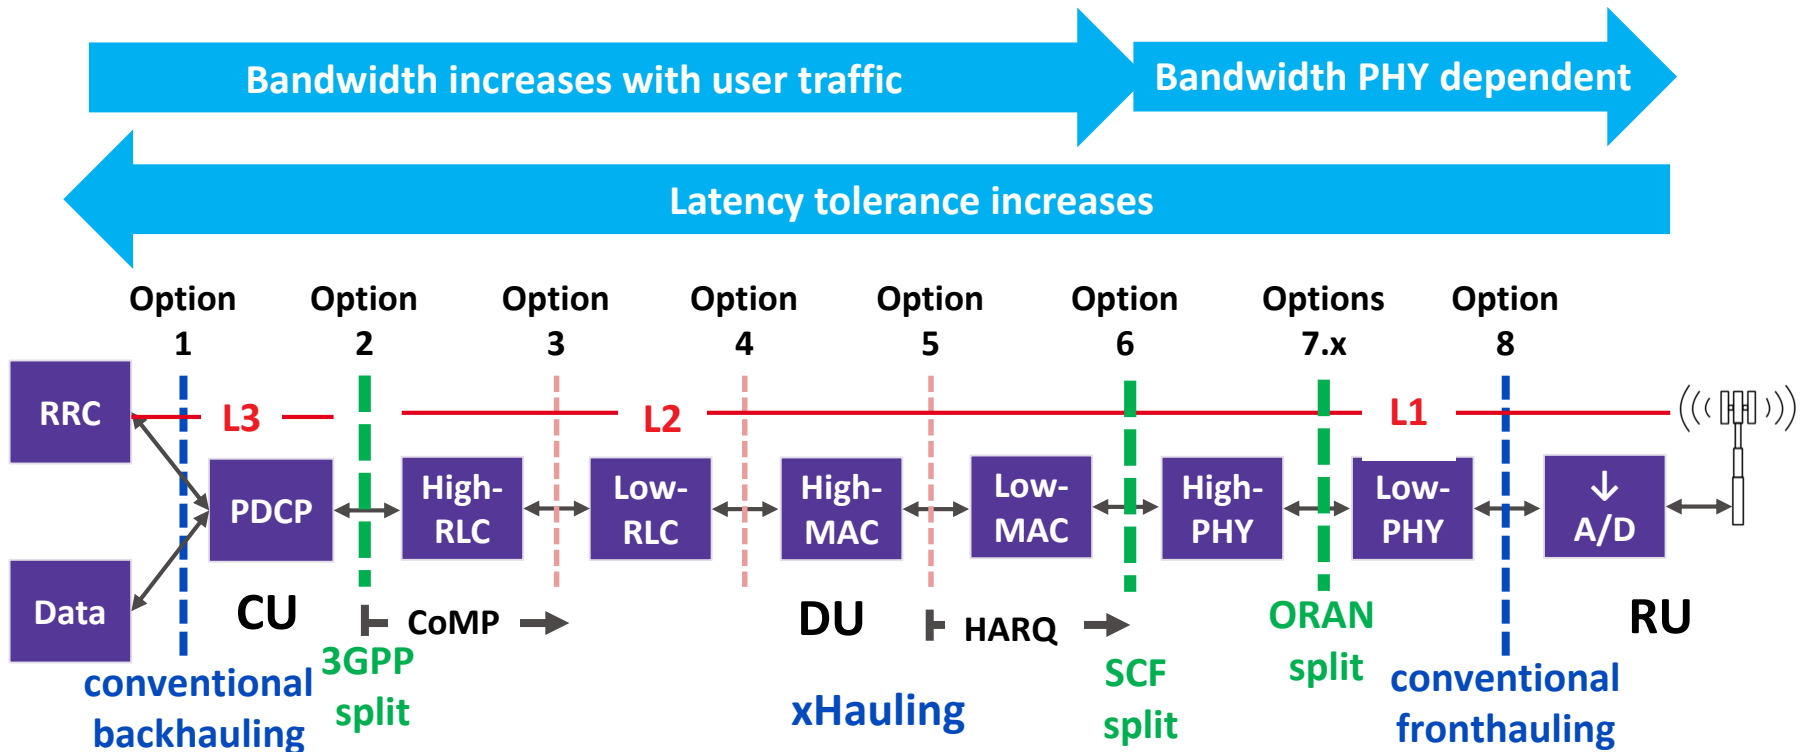 Bandwidth increases with user traffic
Bandwidth PHY dependent
Latency tolerance increases
Option
1
Option
2
Option
3
Option
4
Option
5
Option
6
Options
7.x
Option
8
RRC
L3
L2
L1
PDCP
High-
RLC
Low-
RLC
High-
MAC
Low-
MAC
High-
PHY
Low-
PHY
↓
A/D
Data
CU
CoMP
DU
HARQ
ORAN
split
RU
3GPP
split
SCF
split
conventional
backhauling
xHauling
conventional
fronthauling